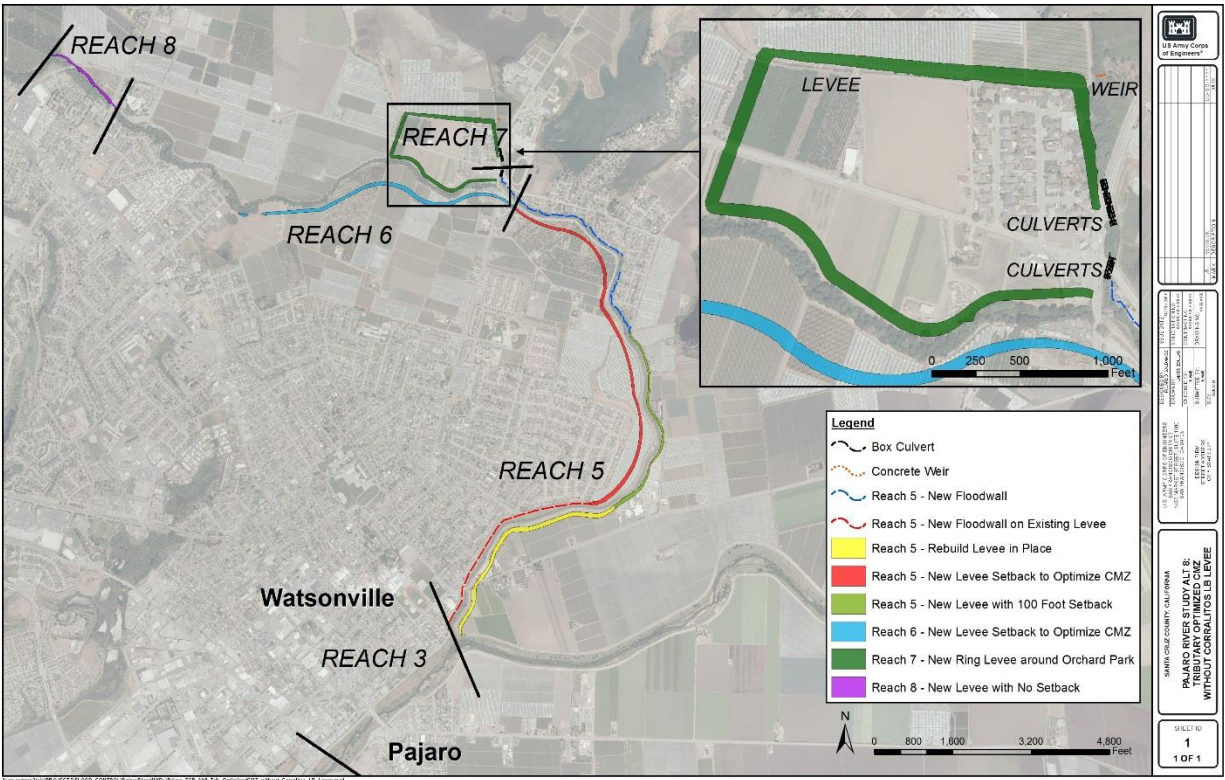 REACH 8
REACH 7
REACH 6
REACH 5
REACH 3
Watsonville
Pajaro
LEVEE
WEIR
CULVERTS
CULVERTS
0 250 500 1,000
Feet
Legend
Box Culvert
Concrete Weir
Reach 5 - New Floodwall
Reach 5 - New Floodwall on Existing Levee
Reach 5 - Rebuild Levee in Place
Reach 5 - New Levee Setback to Optimize CMZ
Reach 5 - New Levee with 100 Foot Setback
Reach 6 - New Levee Setback to Optimize CMZ
Reach 7 - New Ring Levee around Orchard Park
Reach 8 - New Levee with No Setback
N
0 800 1,600 3,200 4,800
Feet
US Army Corps
of Engineers®
SANTA CRUZ COUNTY, CALIFORNIA
PAJARO RIVER STUDY ALT 8:
TRIBUTARY OPTIMIZED CMZ
WITHOUT CORRALITOS LB LEVEE
SHEET ID
1
1 OF 1